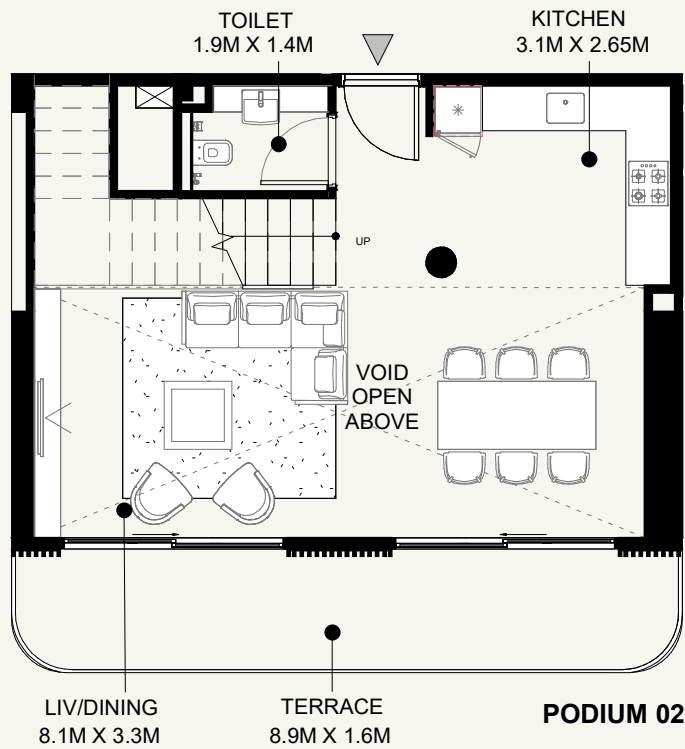 TOILET
1.9M X 1.4M
KITCHEN
3.1M X 2.65M
UP
VOID
OPEN
ABOVE
LIV/DINING
8.1M X 3.3M
TERRACE
8.9M X 1.6M
PODIUM 02